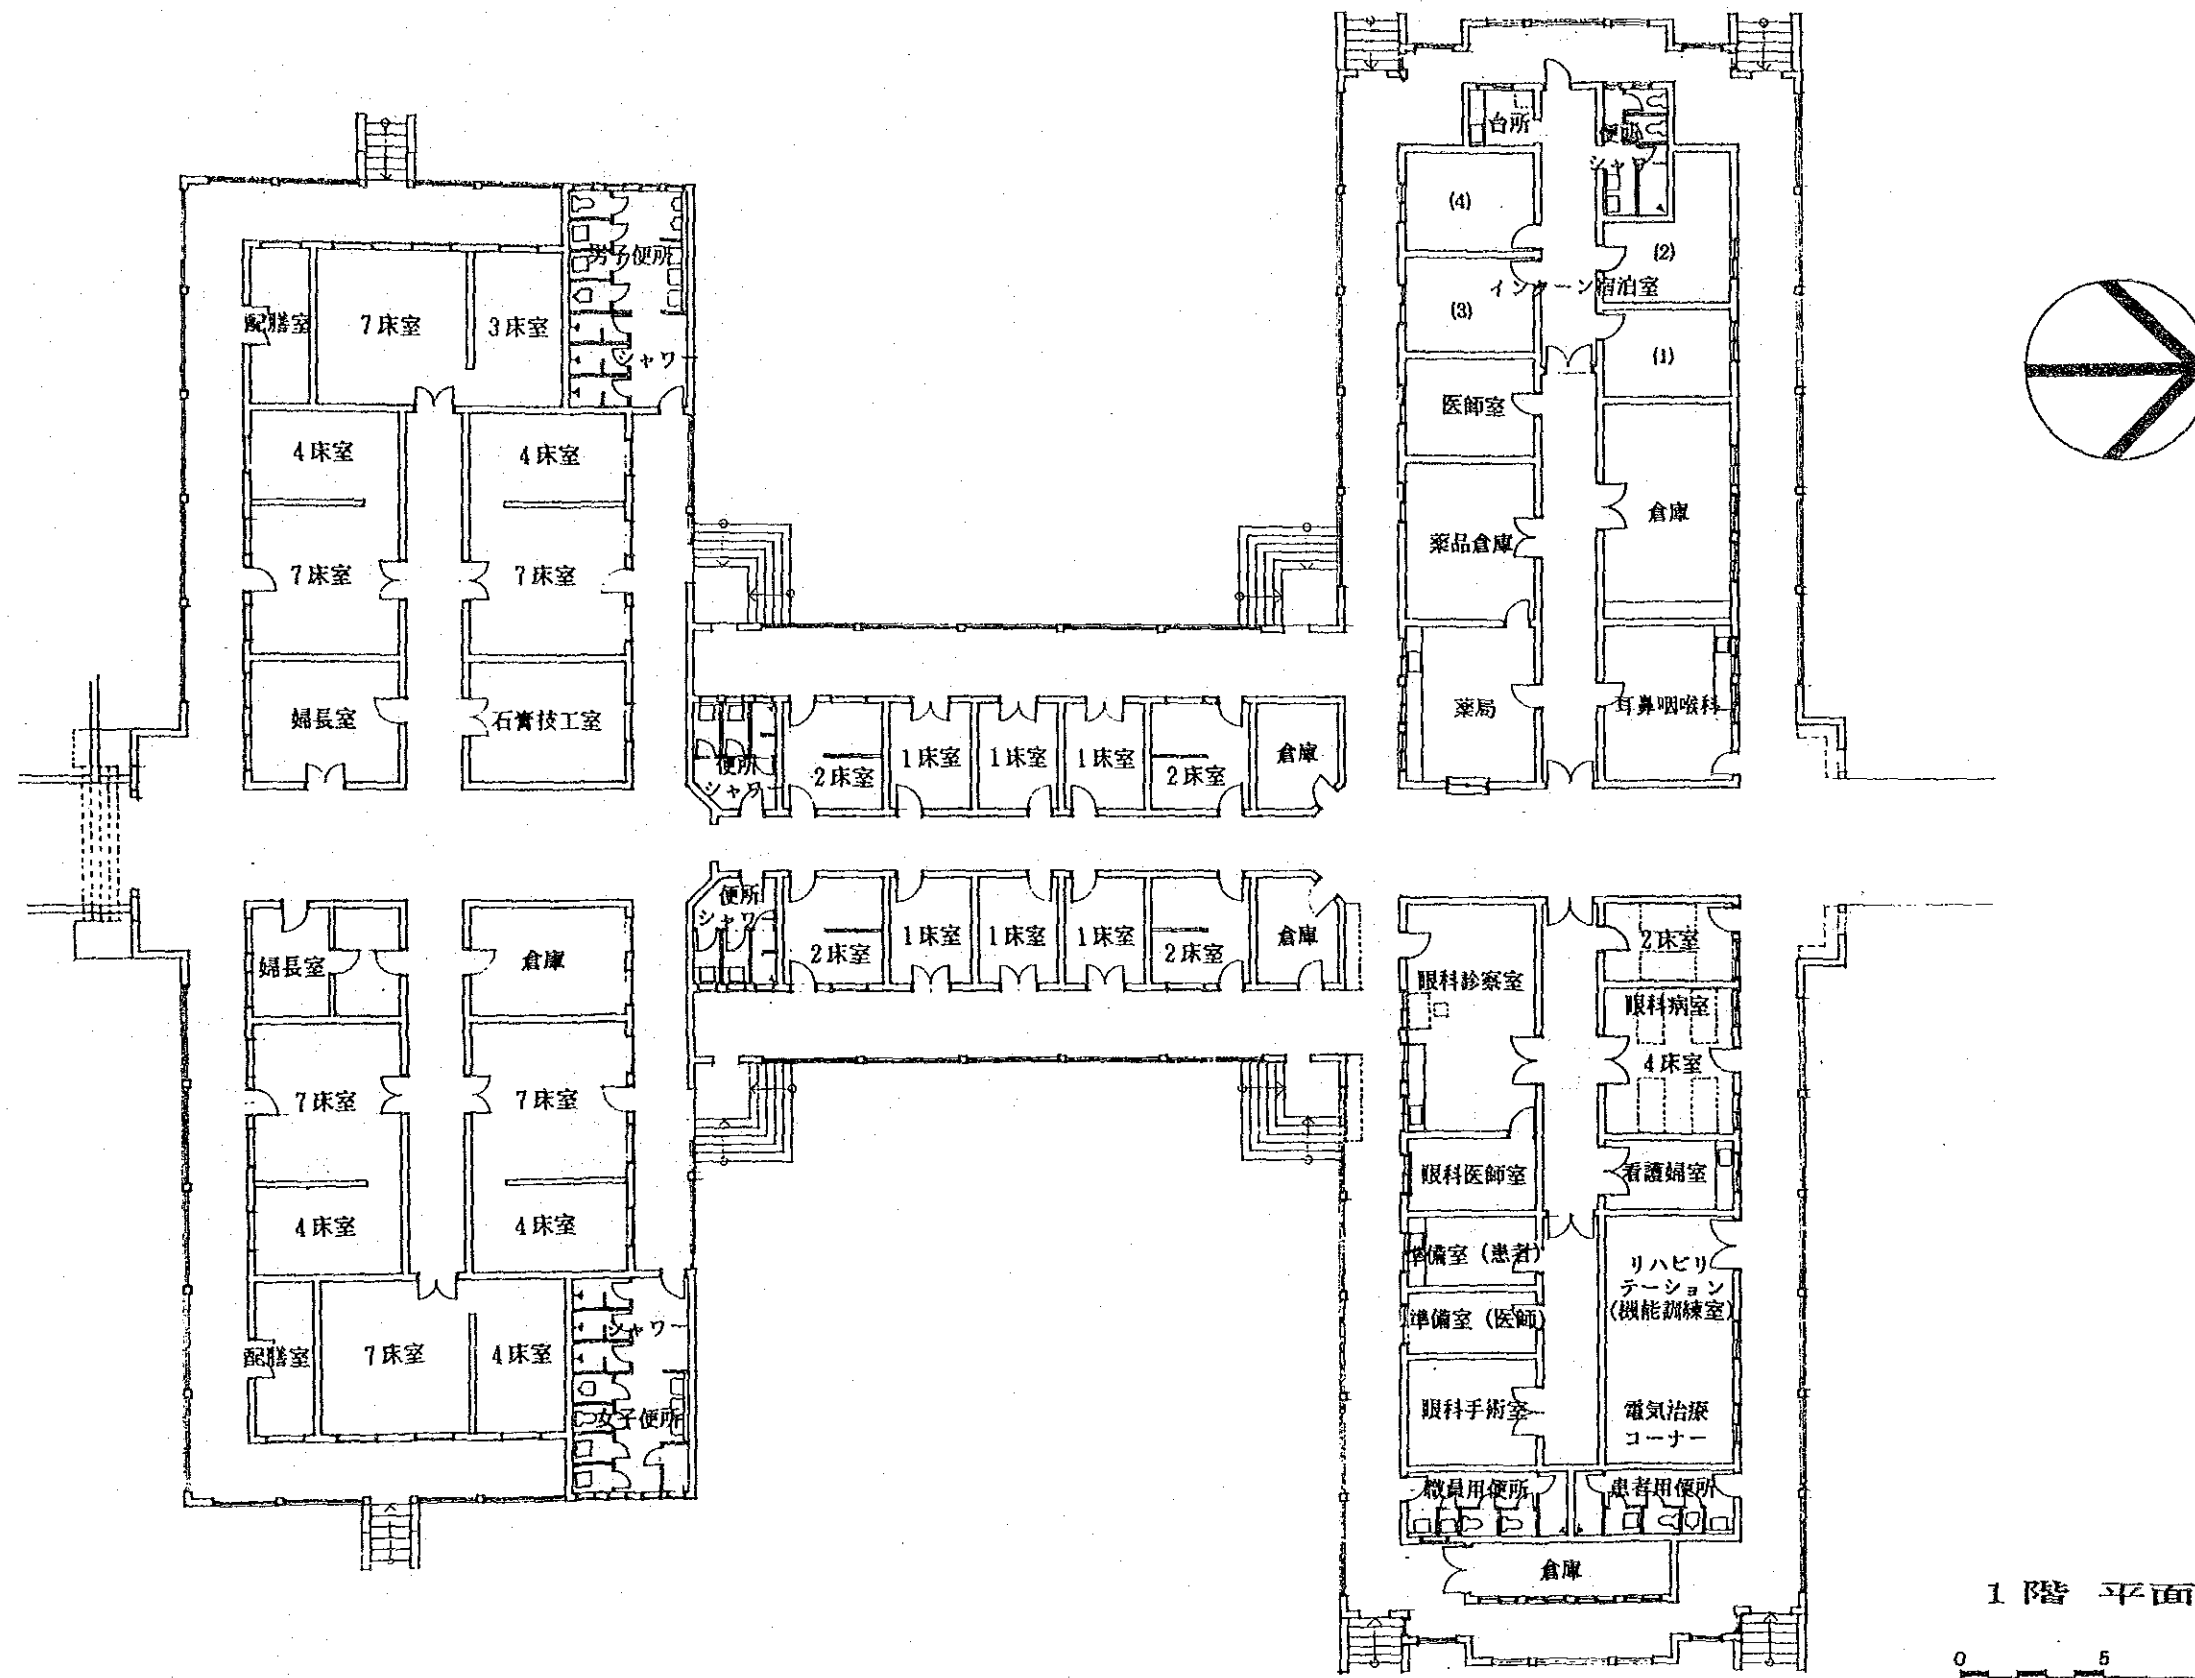 台所
便所
シャワー
(4)
(2)
男子便所
インターン宿泊室
(3)
配膳室
7床室
3床室
シャワー
(1)
医師室
4床室
4床室
倉庫
薬品倉庫
7床室
7床室
婦長室
石膏技工室
薬局
耳鼻咽喉科
便所
シャワー
2床室
1床室
1床室
1床室
2床室
倉庫
便所
シャワー
2床室
1床室
1床室
1床室
2床室
倉庫
婦長室
倉庫
眼科診察室
2床室
眼科病室
4床室
7床室
7床室
眼科医師室
看護婦室
4床室
4床室
準備室(患者)
リハビリ
テーション
(機能訓練室)
準備室(医師)
シャワー
配膳室
7床室
4床室
女子便所
眼科手術室
電気治療
コーナー
職員用便所
患者用便所
倉庫
1階 平面
0 5